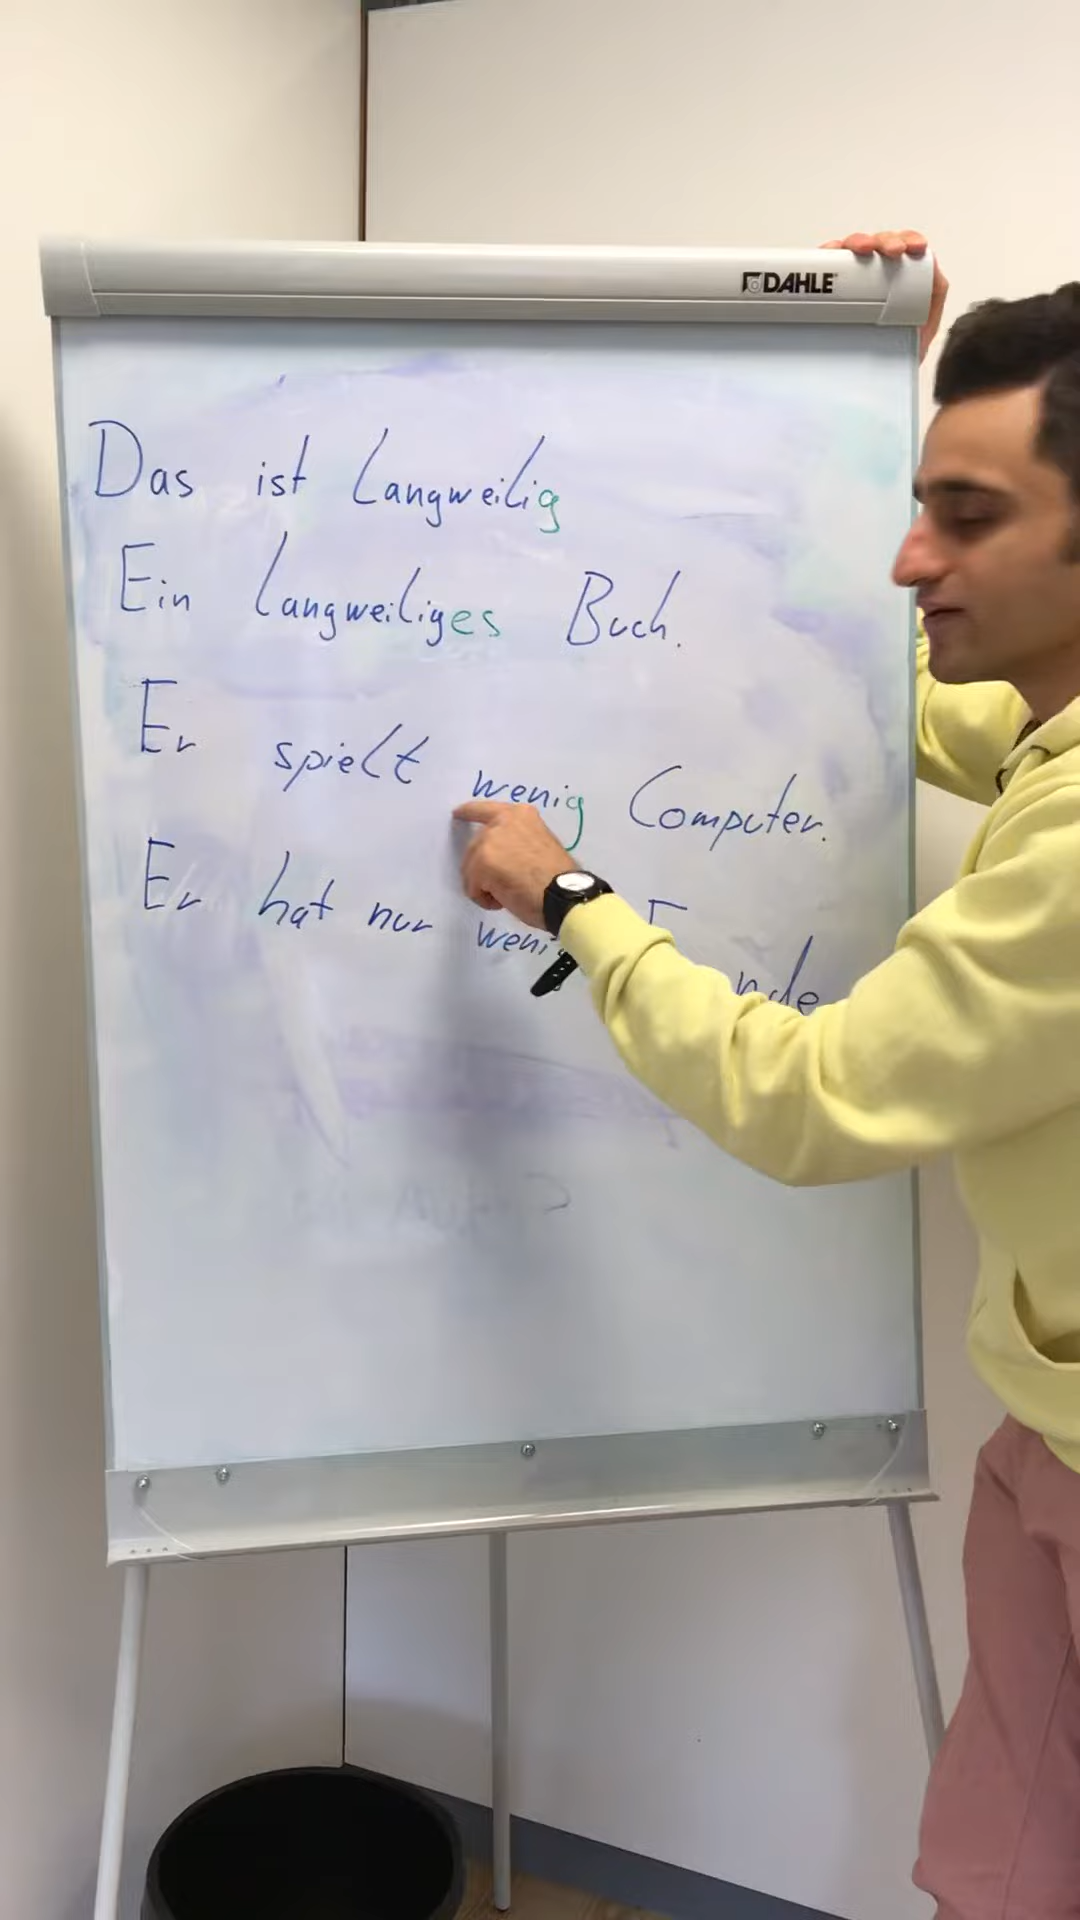 DAHLE
Das ist langweilig
Ein langweiliges Buch.
Er spielt wenig Computer.
Er hat nur